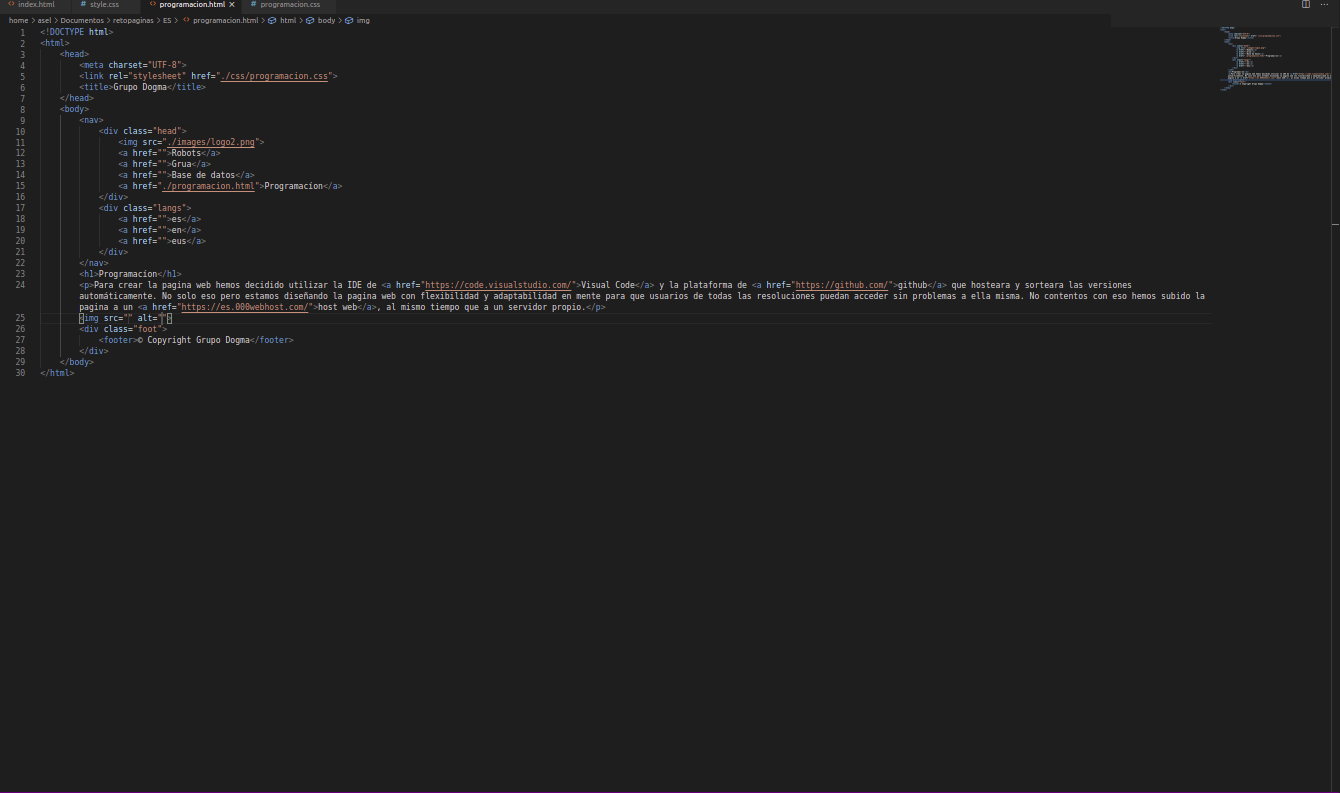 index.html style.css programacion.html programacion.css
home > asel > Documentos > retopaginas > ES > programacion.html > html > body > img
1 <!DOCTYPE html>
2 <html>
3 <head>
4 <meta charset="UTF-8">
5 <link rel="stylesheet" href="./css/programacion.css">
6 <title>Grupo Dogma</title>
7 </head>
8 <body>
9 <nav>
10 <div class="head">
11 <img src="./images/logo2.png">
12 <a href="">Robots</a>
13 <a href="">Grua</a>
14 <a href="">Base de datos</a>
15 <a href="./programacion.html">Programacion</a>
16 </div>
17 <div class="langs">
18 <a href="">es</a>
19 <a href="">en</a>
20 <a href="">eus</a>
21 </div>
22 </nav>
23 <h1>Programacion</h1>
24 <p>Para crear la pagina web hemos decidido utilizar la IDE de <a href="https://code.visualstudio.com/">Visual Code</a> y la plataforma de <a href="https://github.com/">github</a> que hosteara y sorteara las versiones
automáticamente. No solo eso pero estamos diseñando la pagina web con flexibilidad y adaptabilidad en mente para que usuarios de todas las resoluciones puedan acceder sin problemas a ella misma. No contentos con eso hemos subido la
pagina a un <a href="https://es.000webhost.com/">host web</a>, al mismo tiempo que a un servidor propio.</p>
25 <img src="" alt="">
26 <div class="foot">
27 <footer>© Copyright Grupo Dogma</footer>
28 </div>
29 </body>
30 </html>